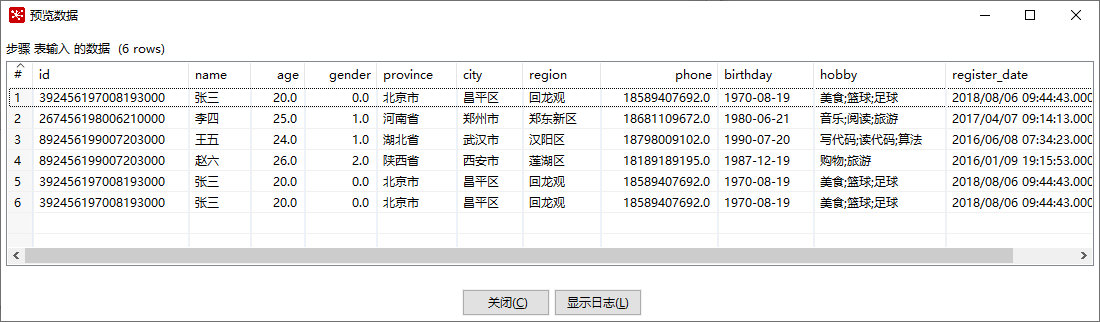 预览数据
步骤 表输入 的数据 (6 rows)
# id name age gender province city region phone birthday hobby register_date
1 392456197008193000 张三 20.0 0.0 北京市 昌平区 回龙观 18589407692.0 1970-08-19 美食;篮球;足球 2018/08/06 09:44:43.000
2 267456198006210000 李四 25.0 1.0 河南省 郑州市 郑东新区 18681109672.0 1980-06-21 音乐;阅读;旅游 2017/04/07 09:14:13.000
3 892456199007203000 王五 24.0 1.0 湖北省 武汉市 汉阳区 18798009102.0 1990-07-20 写代码;读代码;算法 2016/06/08 07:34:23.000
4 892456199007203000 赵六 26.0 2.0 陕西省 西安市 莲湖区 18189189195.0 1987-12-19 购物;旅游 2016/01/09 19:15:53.000
5 392456197008193000 张三 20.0 0.0 北京市 昌平区 回龙观 18589407692.0 1970-08-19 美食;篮球;足球 2018/08/06 09:44:43.000
6 392456197008193000 张三 20.0 0.0 北京市 昌平区 回龙观 18589407692.0 1970-08-19 美食;篮球;足球 2018/08/06 09:44:43.000
关闭(C) 显示日志(L)